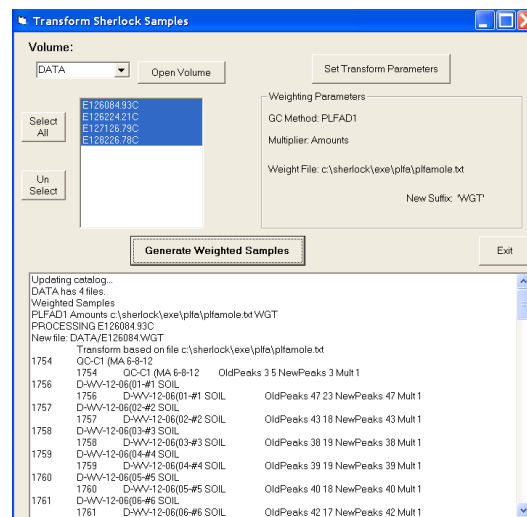 Transform Sherlock Samples
Volume:
DATA
Open Volume
Set Transform Parameters
Select All
E126084.93C
E126224.21C
E127126.79C
E128226.78C
Un Select
Weighting Parameters
GC Method: PLFAD1
Multiplier: Amounts
Weight File: c:\sherlock\exe\plfa\plfamole.txt
New Suffix: 'WGT'
Generate Weighted Samples
Exit
Updating catalog...
DATA has 4 files.
Weighted Samples
PLFAD1 Amounts c:\sherlock\exe\plfa\plfamole.txt WGT
PROCESSING E126084.93C
New file: DATA/E126084.WGT
Transform based on file c:\sherlock\exe\plfa\plfamole.txt
1754 QC-C1 (MA 6-8-12
1754 QC-C1 (MA 6-8-12 OldPeaks 3 5 NewPeaks 3 Mult 1
1756 D-WV-12-06(01-#1 SOIL
1756 D-WV-12-06(01-#1 SOIL OldPeaks 47 23 NewPeaks 47 Mult 1
1757 D-WV-12-06(02-#2 SOIL
1757 D-WV-12-06(02-#2 SOIL OldPeaks 43 18 NewPeaks 43 Mult 1
1758 D-WV-12-06(03-#3 SOIL
1758 D-WV-12-06(03-#3 SOIL OldPeaks 38 19 NewPeaks 38 Mult 1
1759 D-WV-12-06(04-#4 SOIL
1759 D-WV-12-06(04-#4 SOIL OldPeaks 39 19 NewPeaks 39 Mult 1
1760 D-WV-12-06(05-#5 SOIL
1760 D-WV-12-06(05-#5 SOIL OldPeaks 40 18 NewPeaks 40 Mult 1
1761 D-WV-12-06(06-#6 SOIL
1761 D-WV-12-06(06-#6 SOIL OldPeaks 42 17 NewPeaks 42 Mult 1